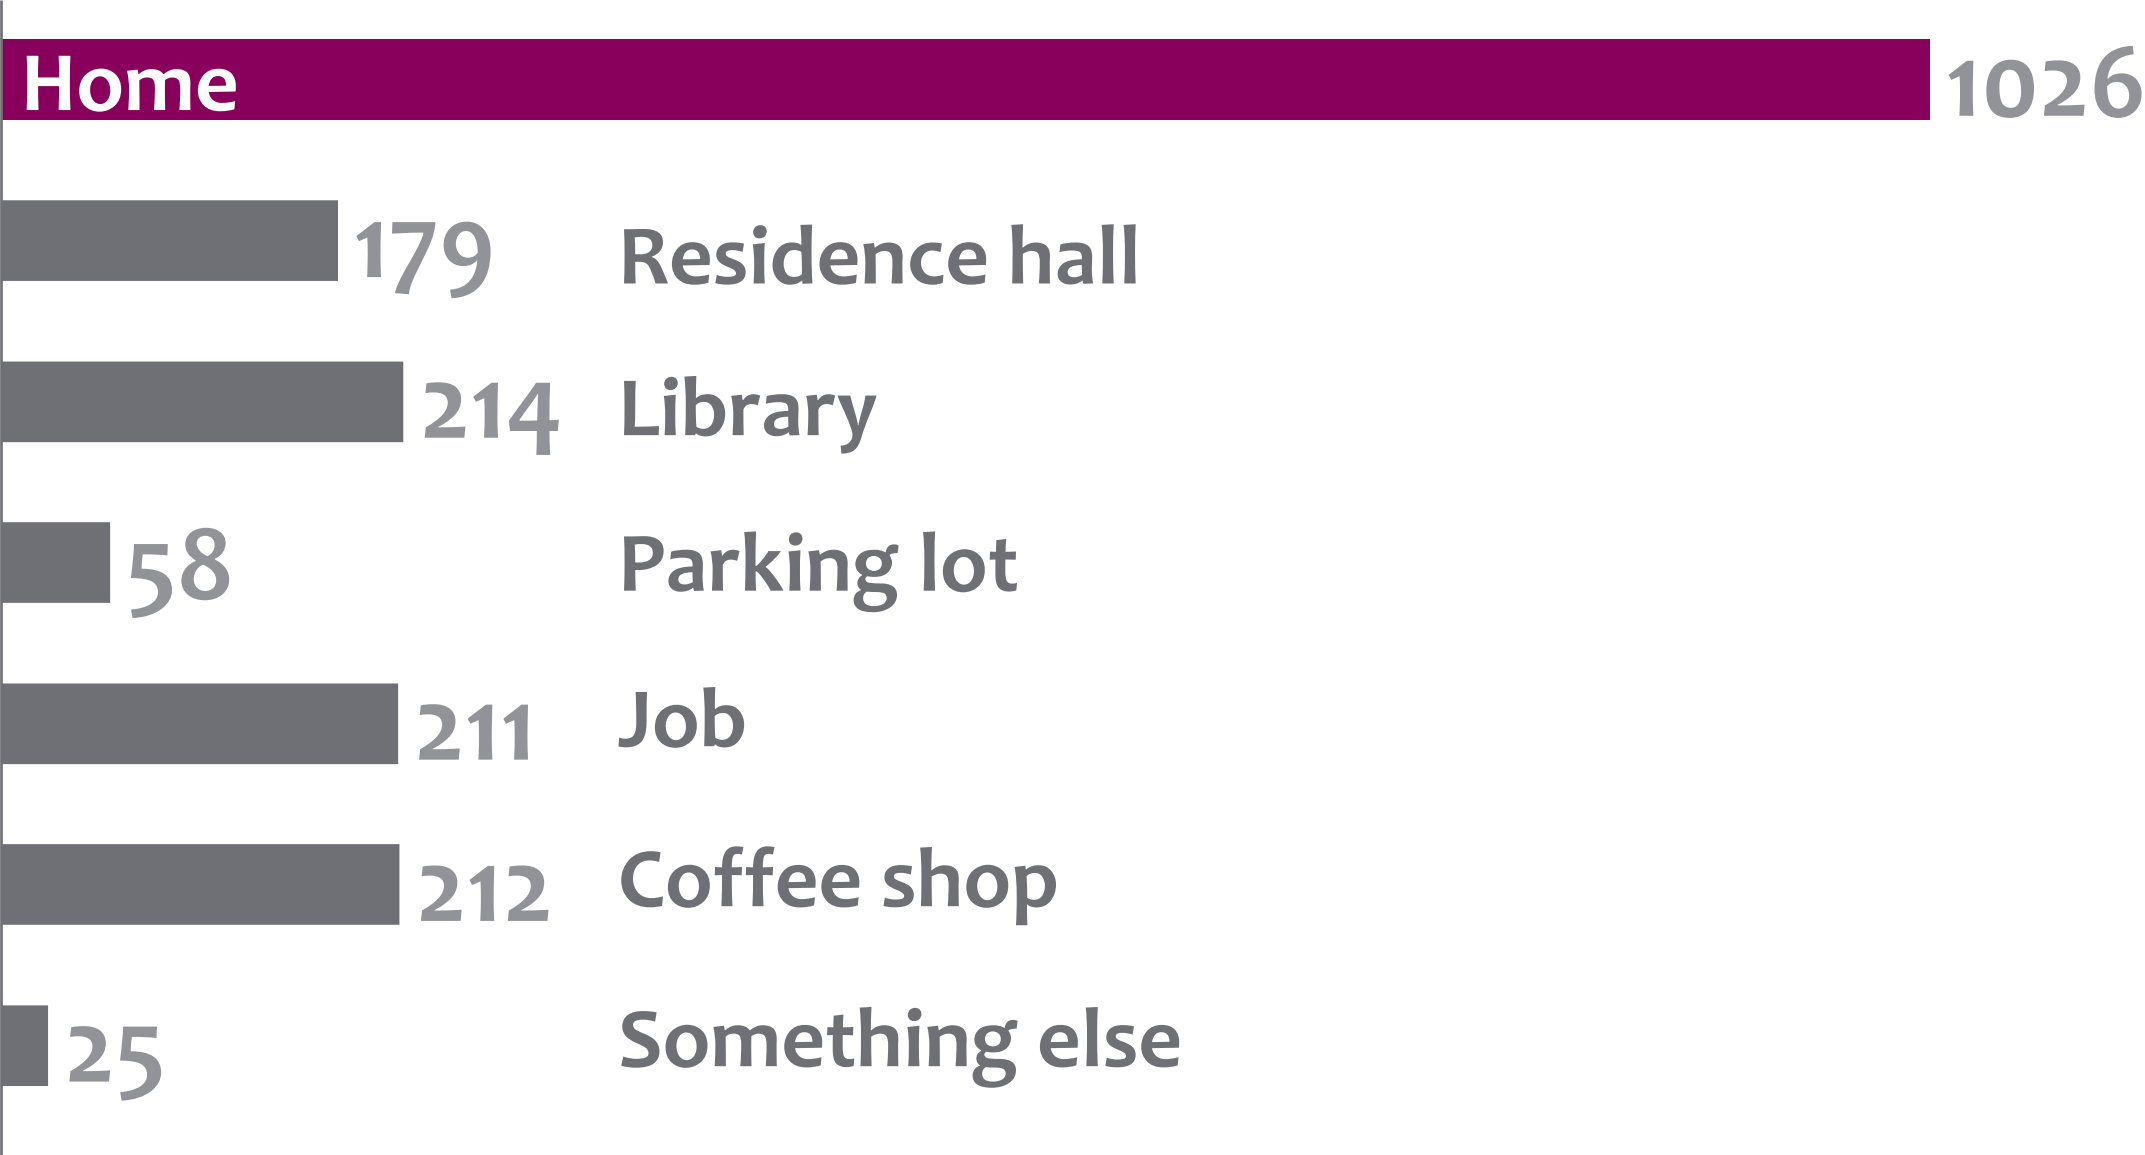 Home 1026
179 Residence hall
214 Library
58 Parking lot
211 Job
212 Coffee shop
25 Something else